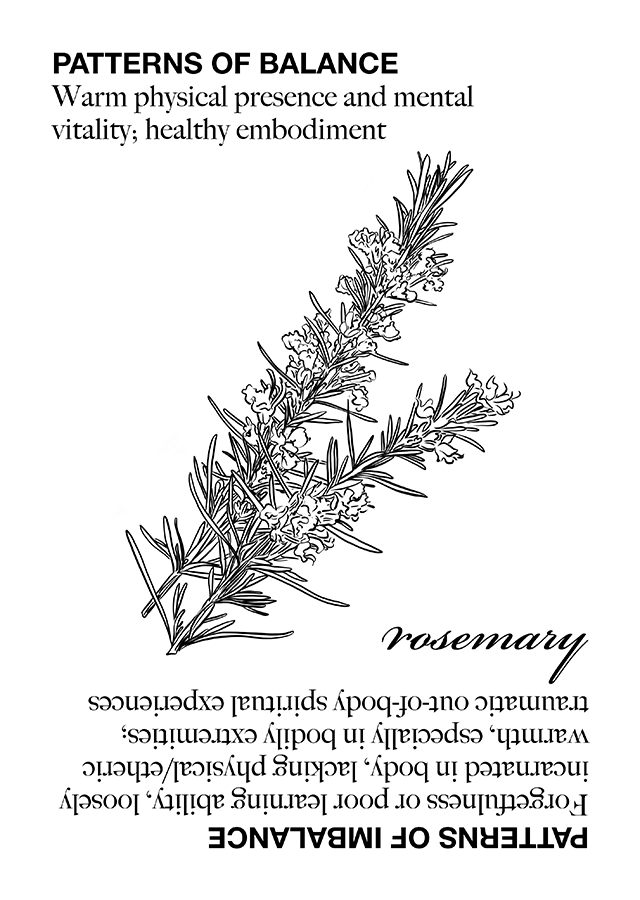 PATTERNS OF BALANCE
Warm physical presence and mental
vitality; healthy embodiment
rosemary
PATTERNS OF IMBALANCE
Forgetfulness or poor learning ability, loosely
incarnated in body, lacking physical/etheric
warmth, especially in bodily extremities;
traumatic out-of-body spiritual experiences